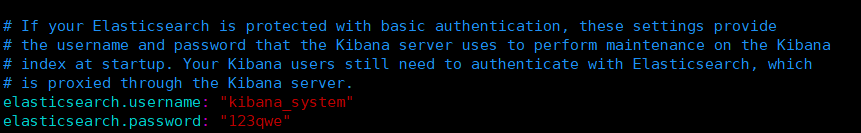 # If your Elasticsearch is protected with basic authentication, these settings provide
# the username and password that the Kibana server uses to perform maintenance on the Kibana
# index at startup. Your Kibana users still need to authenticate with Elasticsearch, which
# is proxied through the Kibana server.
elasticsearch.username: "kibana_system"
elasticsearch.password: "123qwe"